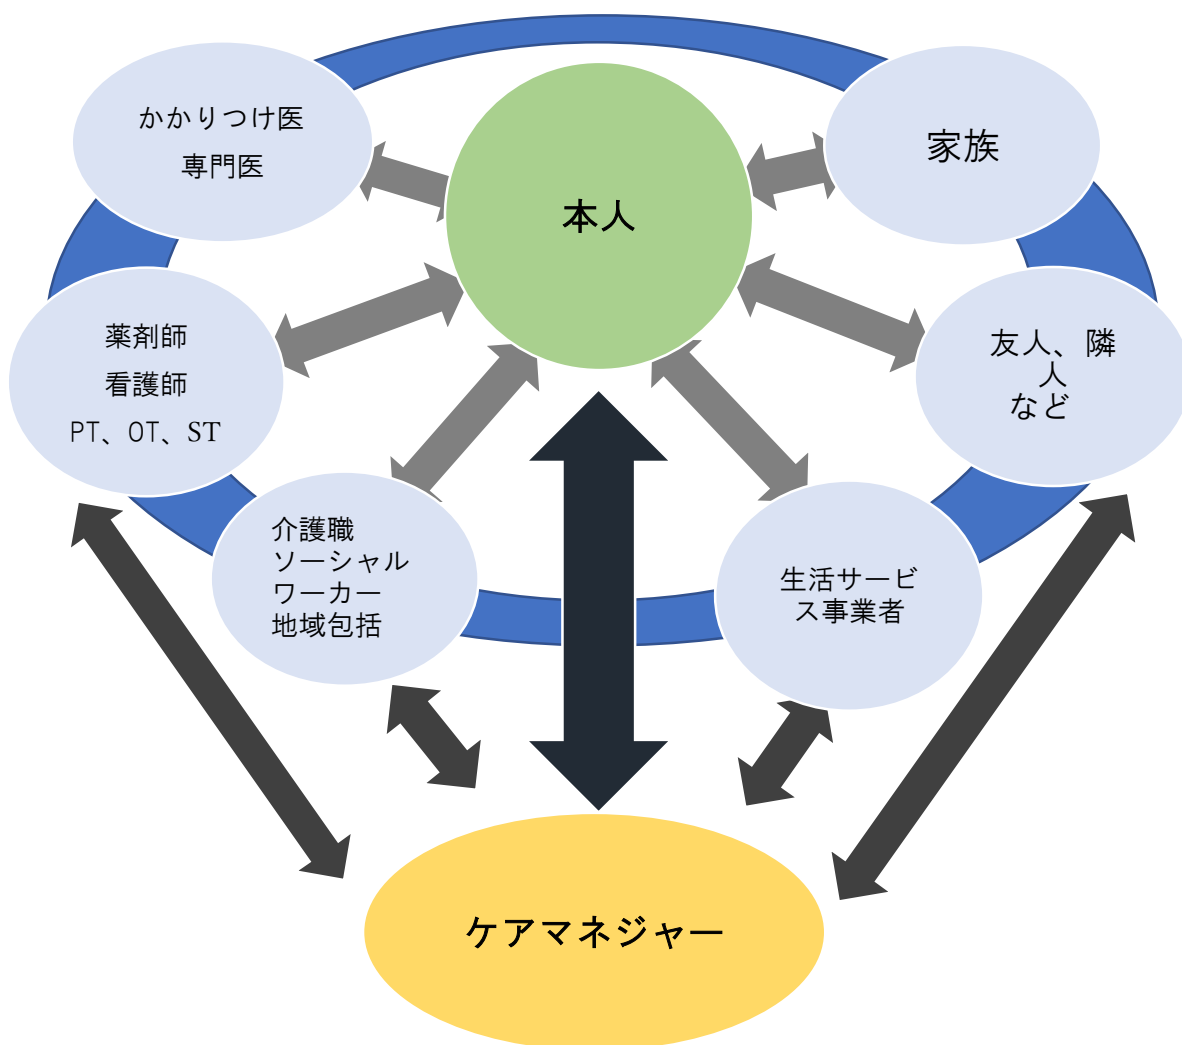 かかりつけ医
専門医
本人
家族
薬剤師
看護師
PT、OT、ST
友人、隣
人
など
介護職
ソーシャル
ワーカー
地域包括
生活サービ
ス事業者
ケアマネジャー